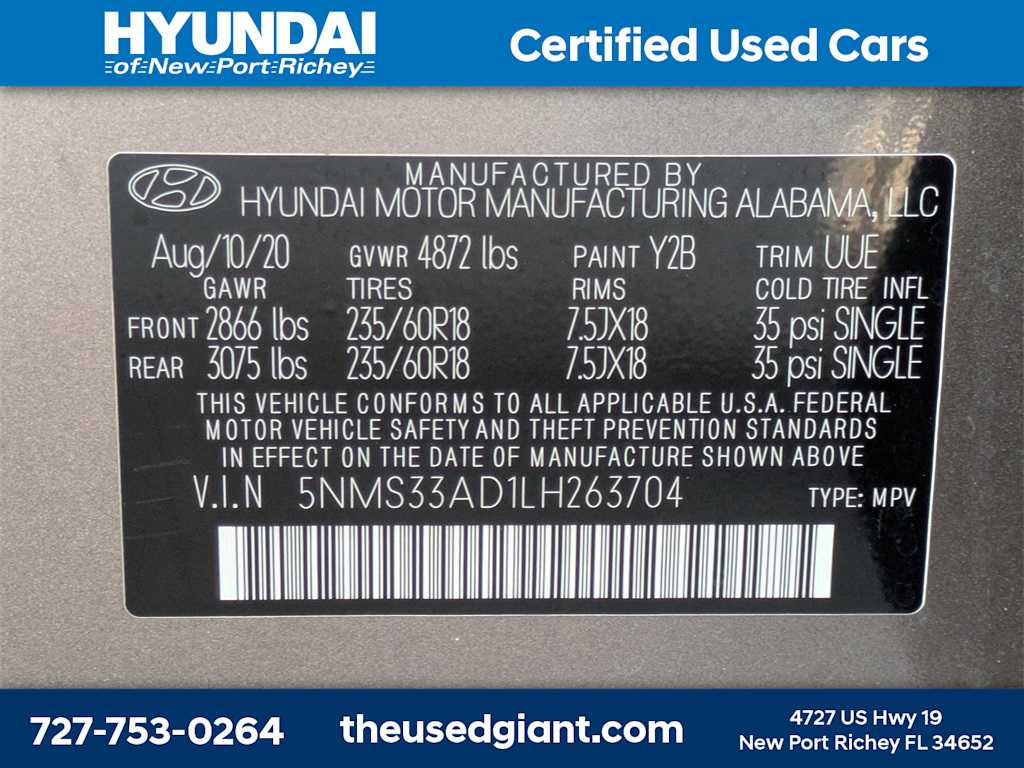 HYUNDAI
of New Port Richey
Certified Used Cars
MANUFACTURED BY
HYUNDAI MOTOR MANUFACTURING ALABAMA, LLC
Aug/10/20 GVWR 4872 lbs PAINT Y2B TRIM UUE
GAWR TIRES RIMS COLD TIRE INFL
FRONT 2866 lbs 235/60R18 7.5JX18 35 psi SINGLE
REAR 3075 lbs 235/60R18 7.5JX18 35 psi SINGLE
THIS VEHICLE CONFORMS TO ALL APPLICABLE U.S.A. FEDERAL
MOTOR VEHICLE SAFETY AND THEFT PREVENTION STANDARDS
IN EFFECT ON THE DATE OF MANUFACTURE SHOWN ABOVE
V.I.N 5NMS33AD1LH263704 TYPE: MPV
727-753-0264
theusedgiant.com
4727 US Hwy 19
New Port Richey FL 34652